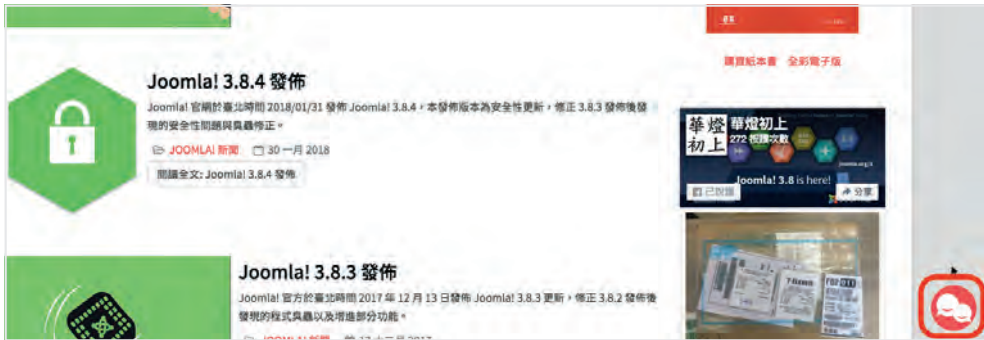 Joomla! 3.8.4 發佈
Joomla! 官網於臺北時間 2018/01/31 發佈 Joomla! 3.8.4，本發佈版本為安全性更新，修正 3.8.3 發佈後發
現的安全性問題與臭蟲修正。
JOOMLA! 新聞 30 一月 2018
閱讀全文: Joomla! 3.8.4 發佈
Joomla! 3.8.3 發佈
Joomla! 官方於臺北時間 2017 年 12 月 13 日發佈 Joomla! 3.8.3 更新，修正 3.8.2 發佈後
發現的程式臭蟲以及增進部分功能。
JOOMLA! 新聞
購買紙本書 全彩電子版
華燈
初上
華燈初上
272 按讚次數
Joomla! 3.8 is here!
已說讚
分享